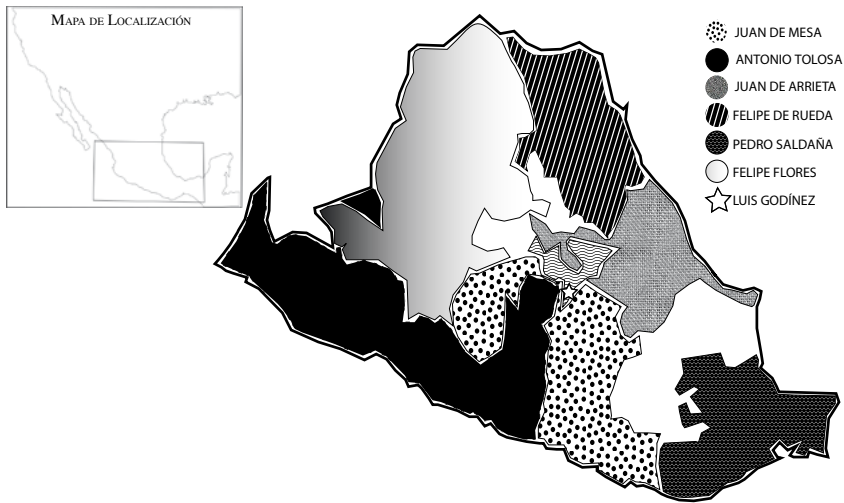 MAPA DE LOCALIZACIÓN
JUAN DE MESA
ANTONIO TOLOSA
JUAN DE ARRIETA
FELIPE DE RUEDA
PEDRO SALDAÑA
FELIPE FLORES
LUIS GODÍNEZ